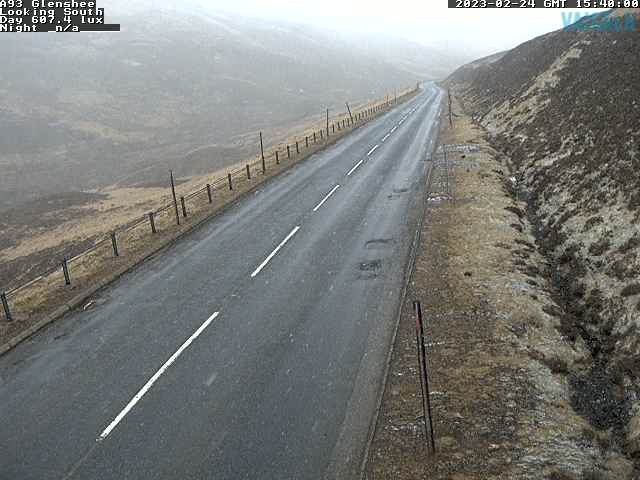 A93 Glenshee
2023-02-24 GMT 15:40:00
Looking South
Day 607.4 lux
Night n/a